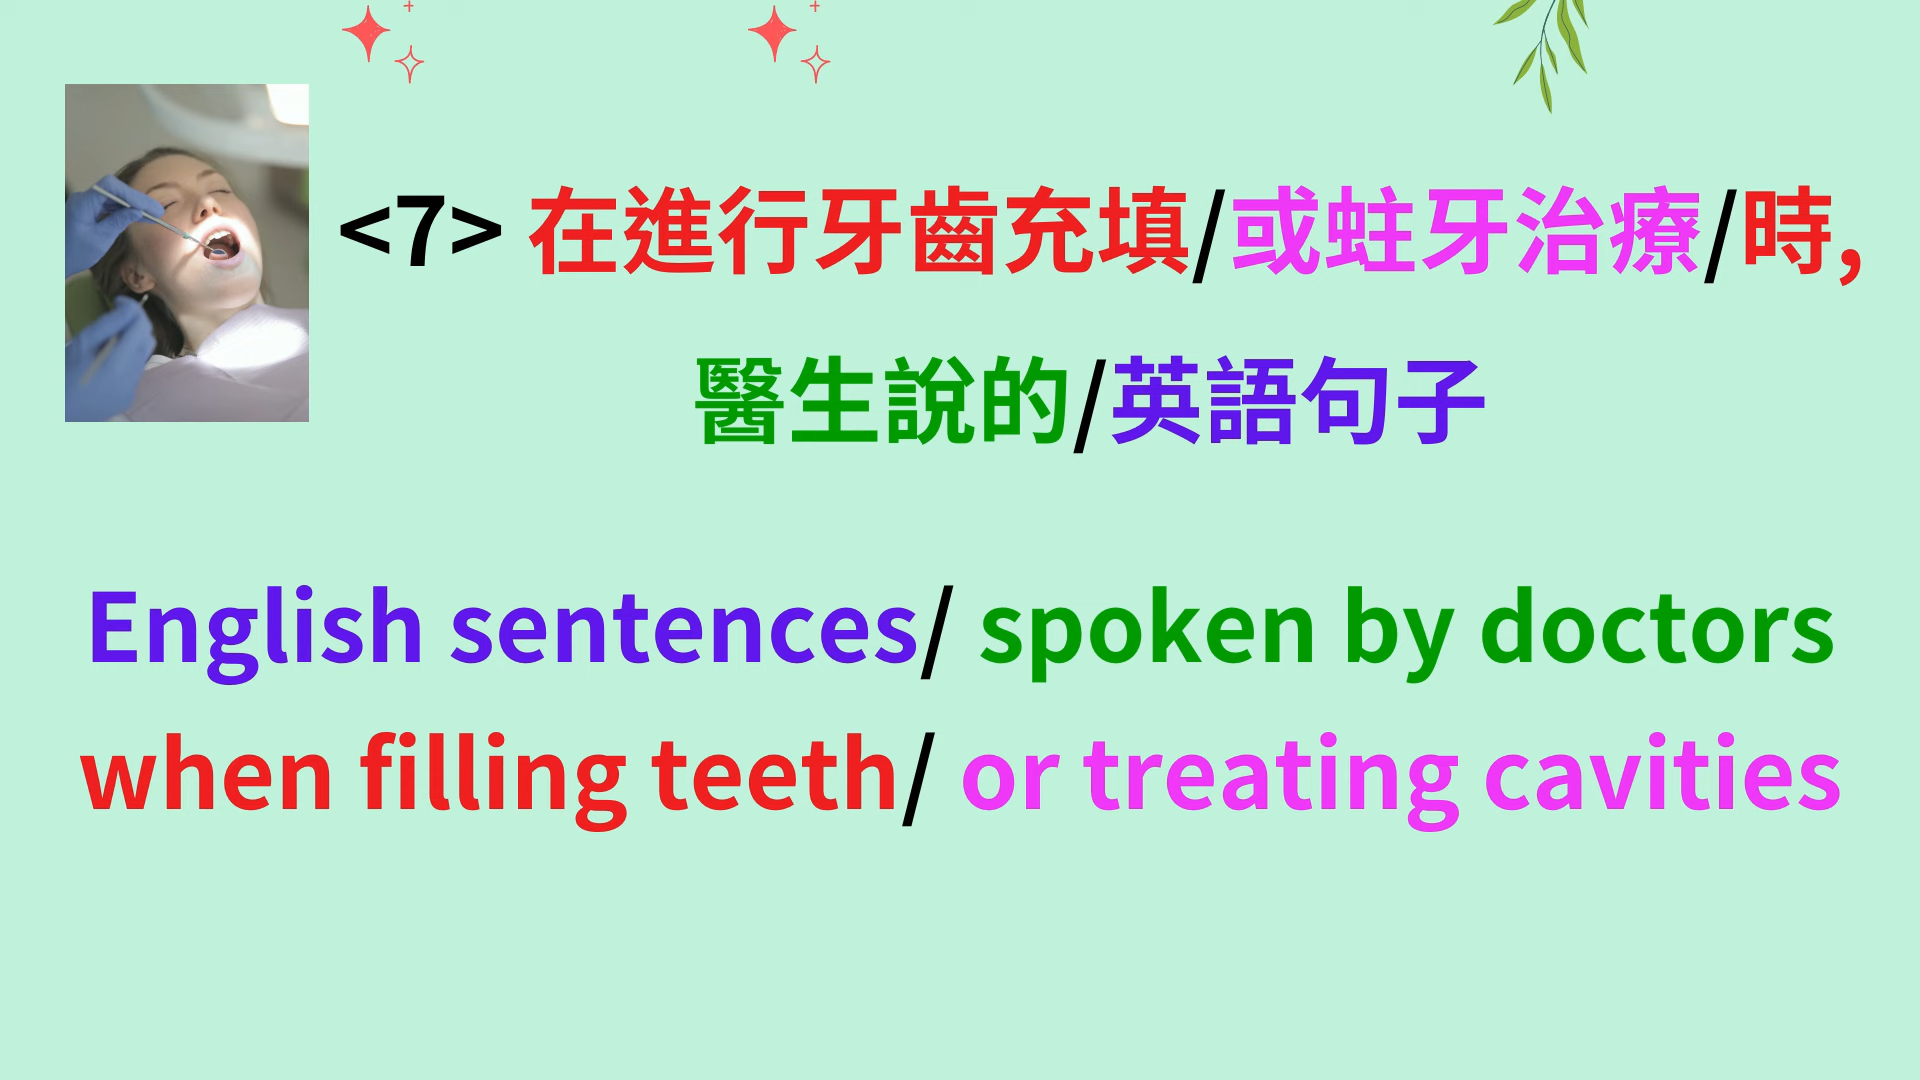 <7> 在進行牙齒充填/或蛀牙治療/時,
醫生說的/英語句子
English sentences/ spoken by doctors
when filling teeth/ or treating cavities